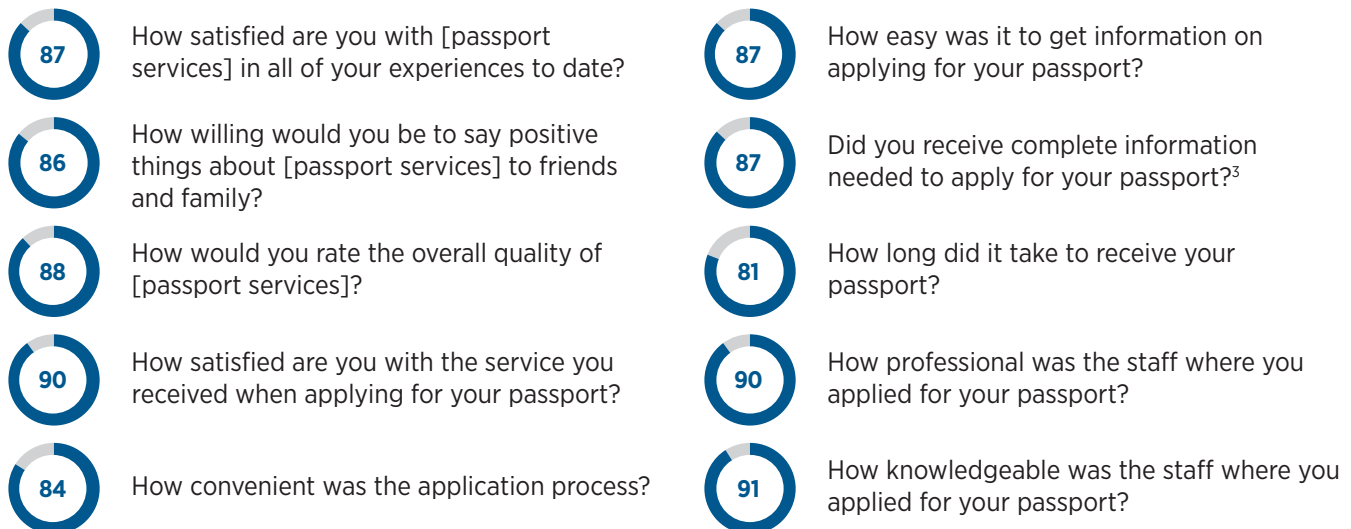 87
How satisfied are you with [passport
services] in all of your experiences to date?
86
How willing would you be to say positive
things about [passport services] to friends
and family?
88
How would you rate the overall quality of
[passport services]?
90
How satisfied are you with the service you
received when applying for your passport?
84
How convenient was the application process?
87
How easy was it to get information on
applying for your passport?
87
Did you receive complete information
needed to apply for your passport?³
81
How long did it take to receive your
passport?
90
How professional was the staff where you
applied for your passport?
91
How knowledgeable was the staff where you
applied for your passport?